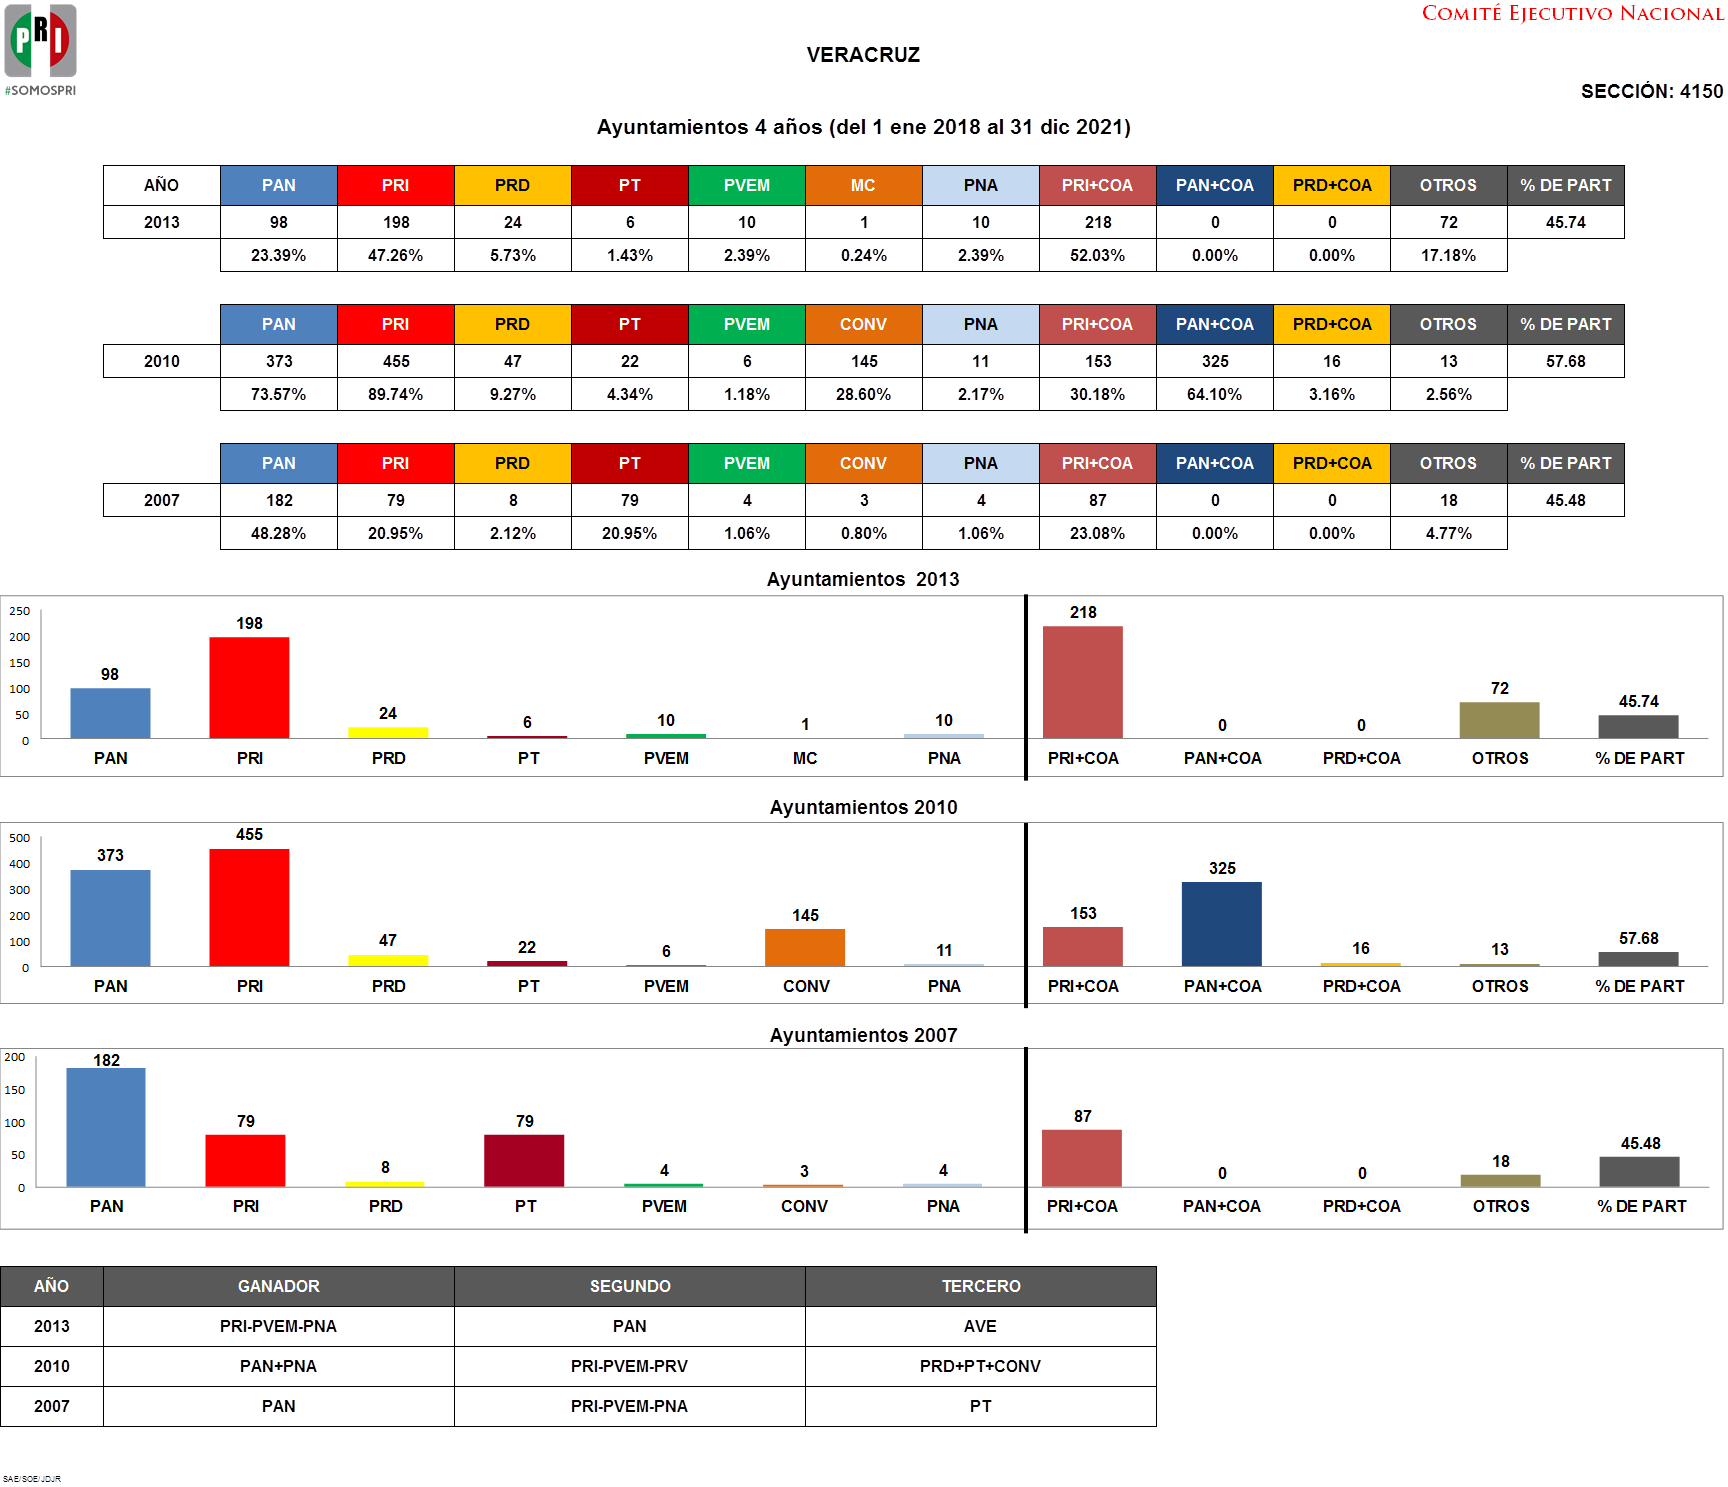 COMITÉ EJECUTIVO NACIONAL
PRI
#SOMOSPRI
VERACRUZ
SECCIÓN: 4150
Ayuntamientos 4 años (del 1 ene 2018 al 31 dic 2021)
AÑO PAN PRI PRD PT PVEM MC PNA PRI+COA PAN+COA PRD+COA OTROS % DE PART
2013 98 198 24 6 10 1 10 218 0 0 72 45.74
23.39% 47.26% 5.73% 1.43% 2.39% 0.24% 2.39% 52.03% 0.00% 0.00% 17.18%
PAN PRI PRD PT PVEM CONV PNA PRI+COA PAN+COA PRD+COA OTROS % DE PART
2010 373 455 47 22 6 145 11 153 325 16 13 57.68
73.57% 89.74% 9.27% 4.34% 1.18% 28.60% 2.17% 30.18% 64.10% 3.16% 2.56%
PAN PRI PRD PT PVEM CONV PNA PRI+COA PAN+COA PRD+COA OTROS % DE PART
2007 182 79 8 79 4 3 4 87 0 0 18 45.48
48.28% 20.95% 2.12% 20.95% 1.06% 0.80% 1.06% 23.08% 0.00% 0.00% 4.77%
Ayuntamientos 2013
250
200
150
100
50
0
98 198 24 6 10 1 10 218 0 0 72 45.74
PAN PRI PRD PT PVEM MC PNA PRI+COA PAN+COA PRD+COA OTROS % DE PART
Ayuntamientos 2010
500
400
300
200
100
0
373 455 47 22 6 145 11 153 325 16 13 57.68
PAN PRI PRD PT PVEM CONV PNA PRI+COA PAN+COA PRD+COA OTROS % DE PART
Ayuntamientos 2007
200
150
100
50
0
182 79 8 79 4 3 4 87 0 0 18 45.48
PAN PRI PRD PT PVEM CONV PNA PRI+COA PAN+COA PRD+COA OTROS % DE PART
AÑO GANADOR SEGUNDO TERCERO
2013 PRI-PVEM-PNA PAN AVE
2010 PAN+PNA PRI-PVEM-PRV PRD+PT+CONV
2007 PAN PRI-PVEM-PNA PT
SAE/SOE/JDJR